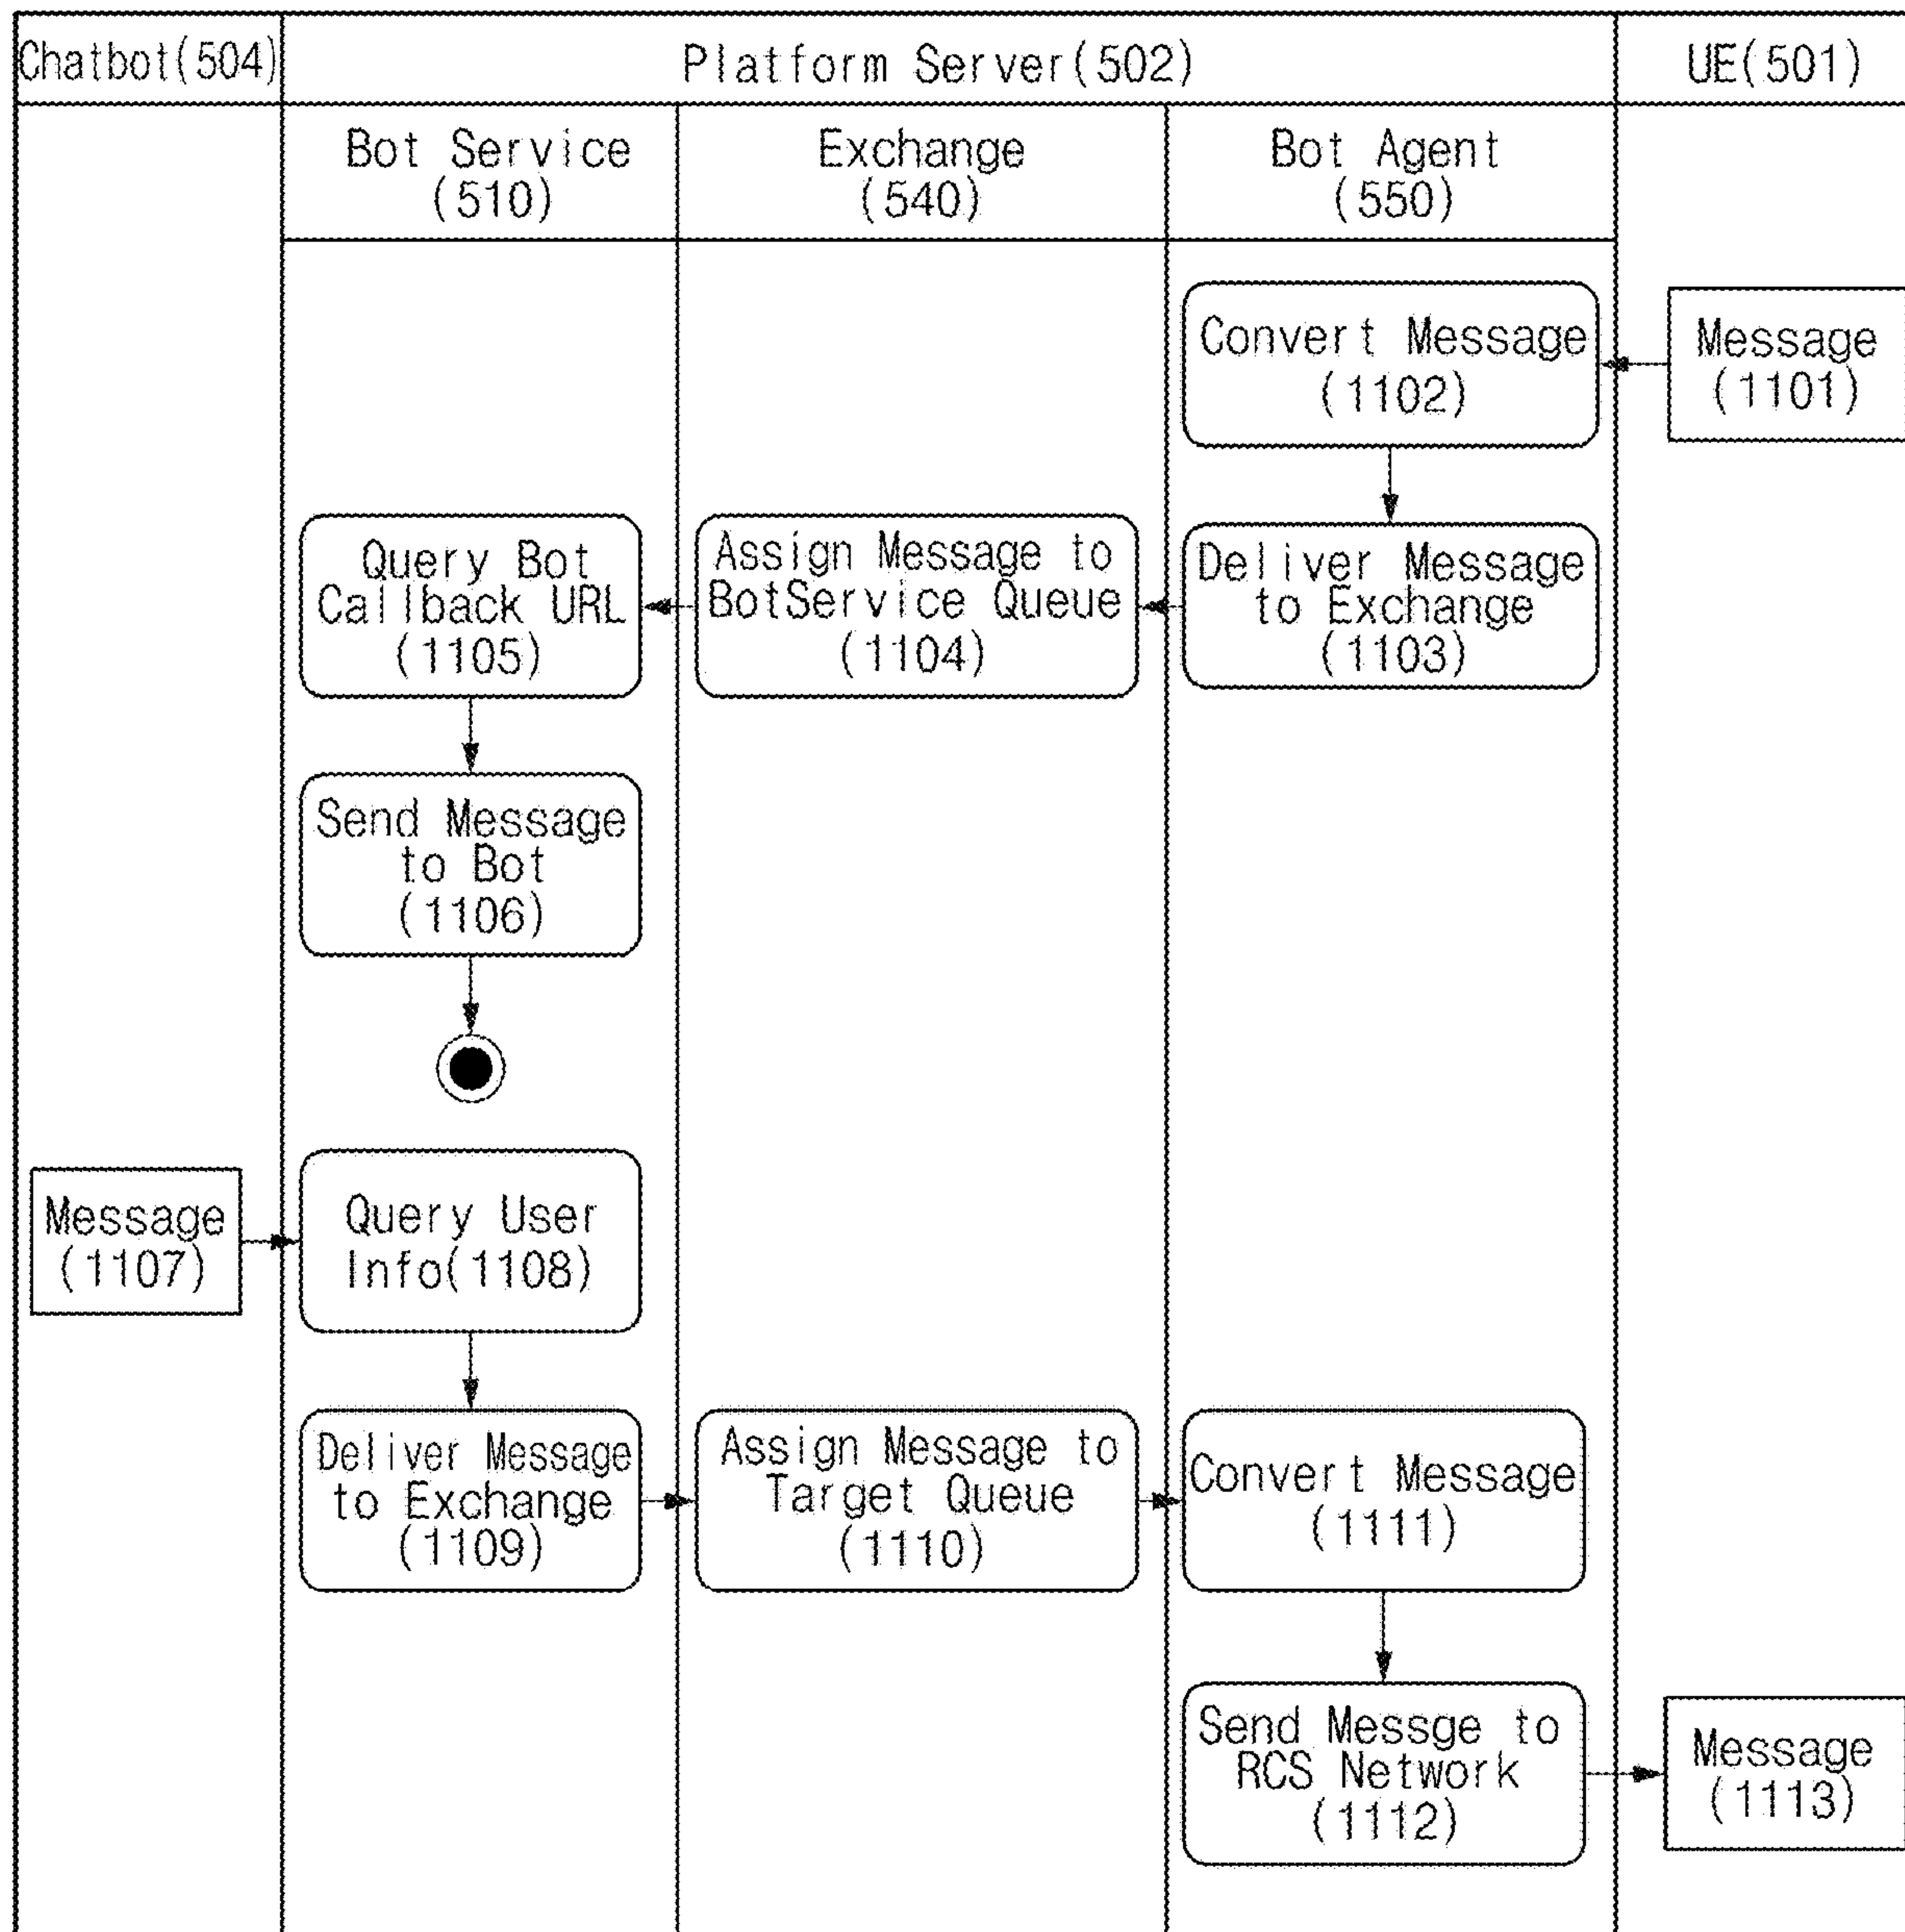 Chatbot(504)
Platform Server(502)
UE(501)
Bot Service
(510)
Exchange
(540)
Bot Agent
(550)
Convert Message
(1102)
Message
(1101)
Query Bot
Callback URL
(1105)
Assign Message to
BotService Queue
(1104)
Deliver Message
to Exchange
(1103)
Send Message
to Bot
(1106)
Message
(1107)
Query User
Info(1108)
Deliver Message
to Exchange
(1109)
Assign Message to
Target Queue
(1110)
Convert Message
(1111)
Send Messge to
RCS Network
(1112)
Message
(1113)